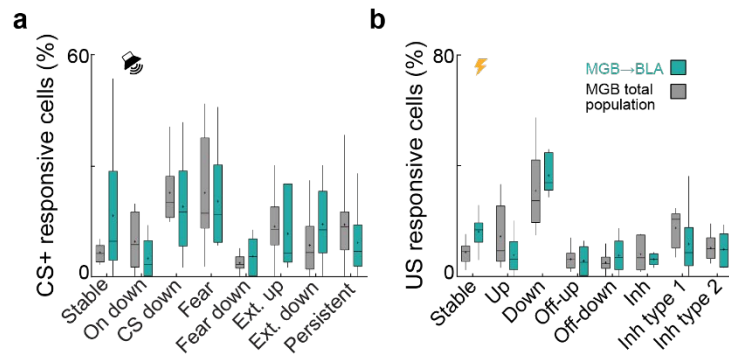 a
CS+ responsive cells (%)
60
0
Stable
On down
CS down
Fear
Fear down
Ext. up
Ext. down
Persistent
b
US responsive cells (%)
80
0
MGB→BLA
MGB total
population
Stable
Up
Down
Off-up
Off-down
Inh
Inh type 1
Inh type 2